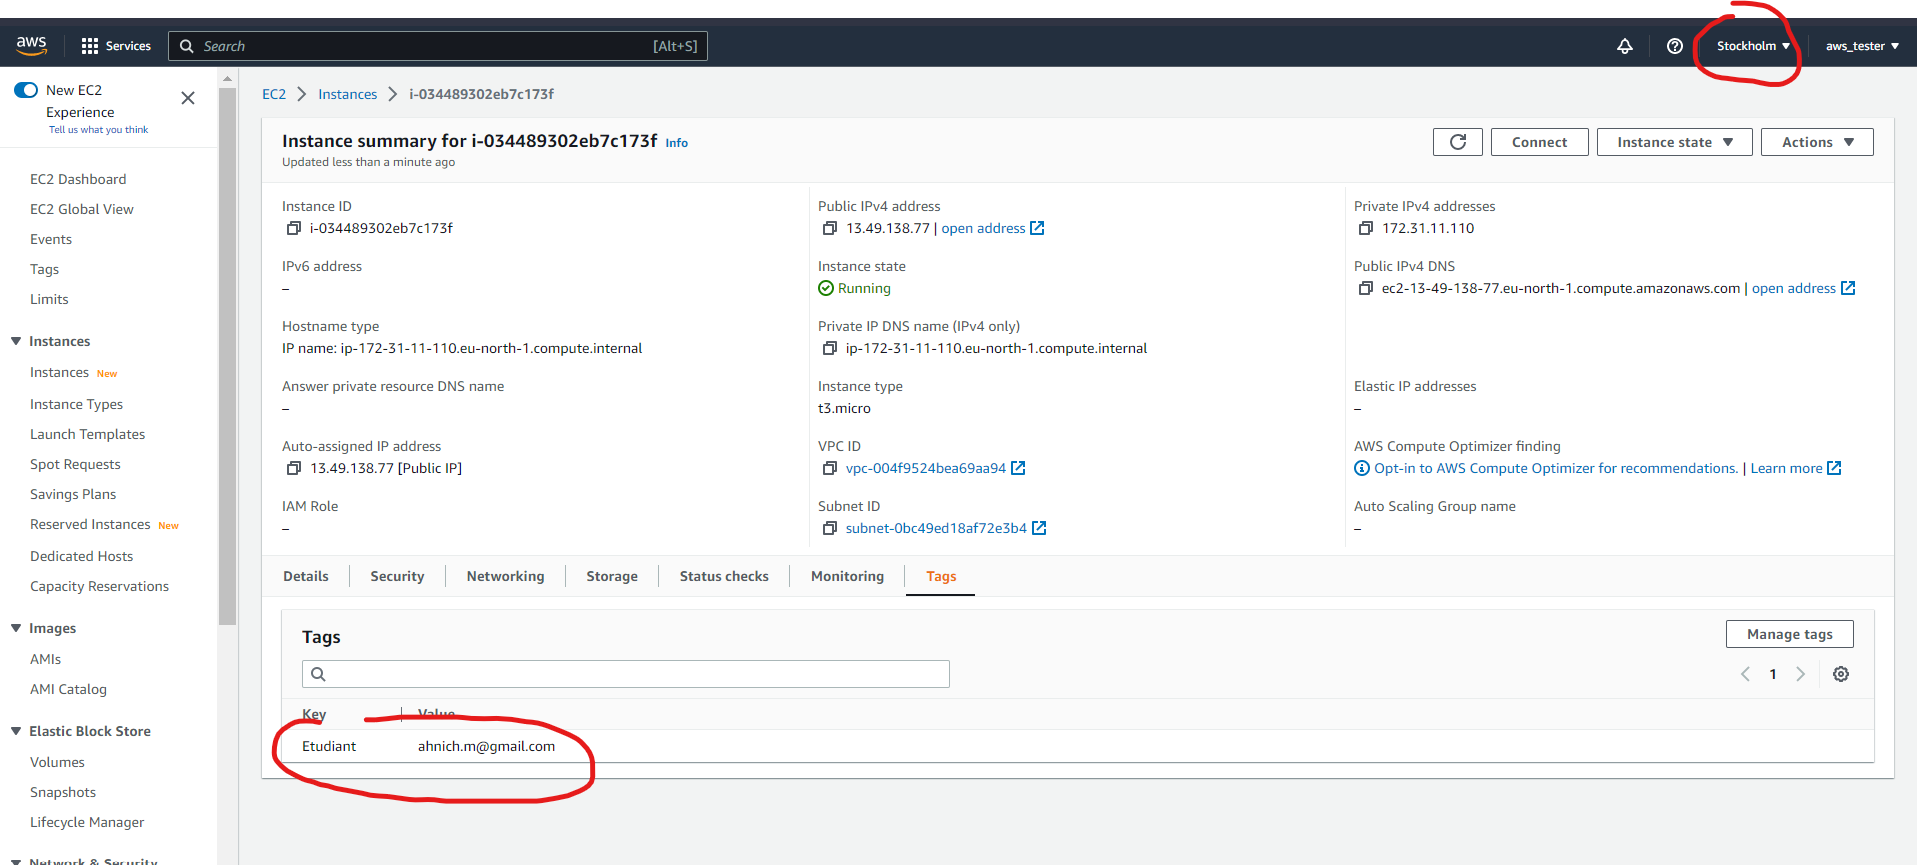 aws
Services
Search [Alt+S]
Stockholm
aws_tester
New EC2
Experience
Tell us what you think
EC2 Dashboard
EC2 Global View
Events
Tags
Limits
Instances
Instances New
Instance Types
Launch Templates
Spot Requests
Savings Plans
Reserved Instances New
Dedicated Hosts
Capacity Reservations
Images
AMIs
AMI Catalog
Elastic Block Store
Volumes
Snapshots
Lifecycle Manager
Network & Security
EC2 Instances i-034489302eb7c173f
Instance summary for i-034489302eb7c173f Info
Updated less than a minute ago
Connect
Instance state
Actions
Instance ID
i-034489302eb7c173f
Public IPv4 address
13.49.138.77 | open address
Private IPv4 addresses
172.31.11.110
IPv6 address
–
Instance state
Running
Public IPv4 DNS
ec2-13-49-138-77.eu-north-1.compute.amazonaws.com | open address
Hostname type
IP name: ip-172-31-11-110.eu-north-1.compute.internal
Private IP DNS name (IPv4 only)
ip-172-31-11-110.eu-north-1.compute.internal
Answer private resource DNS name
–
Instance type
t3.micro
Elastic IP addresses
–
Auto-assigned IP address
13.49.138.77 [Public IP]
VPC ID
vpc-004f9524bea69aa94
AWS Compute Optimizer finding
Opt-in to AWS Compute Optimizer for recommendations. | Learn more
IAM Role
–
Subnet ID
subnet-0bc49ed18af72e3b4
Auto Scaling Group name
–
Details Security Networking Storage Status checks Monitoring Tags
Tags
Manage tags
1
Key Value
Etudiant ahnich.m@gmail.com